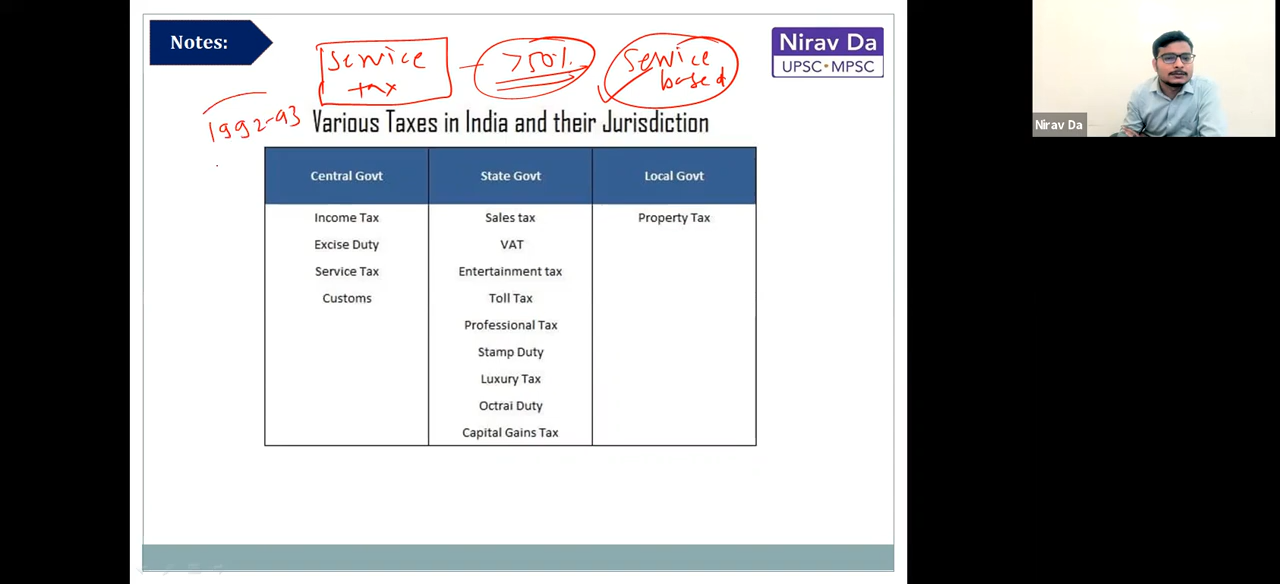 Notes:
Service tax — >50% Service based
1992-93
Nirav Da
UPSC • MPSC
Various Taxes in India and their Jurisdiction
Central Govt State Govt Local Govt
Income Tax Sales tax Property Tax
Excise Duty VAT
Service Tax Entertainment tax
Customs Toll Tax
Professional Tax
Stamp Duty
Luxury Tax
Octrai Duty
Capital Gains Tax
Nirav Da